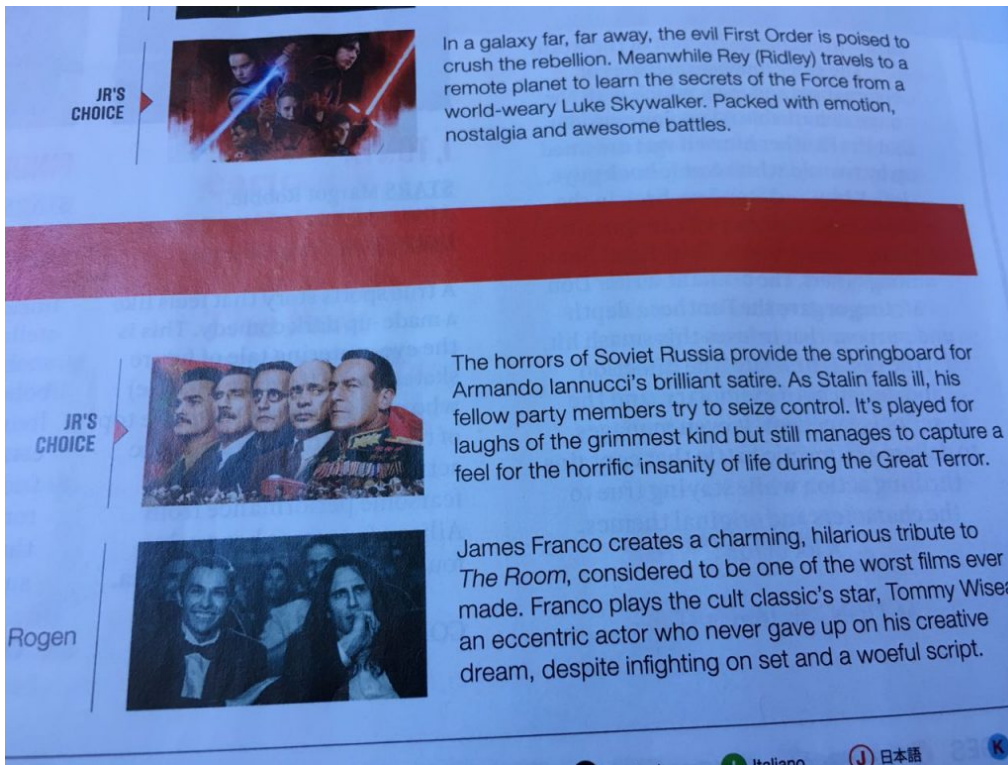 In a galaxy far, far away, the evil First Order is poised to
crush the rebellion. Meanwhile Rey (Ridley) travels to a
remote planet to learn the secrets of the Force from a
world-weary Luke Skywalker. Packed with emotion,
nostalgia and awesome battles.
JR'S
CHOICE
The horrors of Soviet Russia provide the springboard for
Armando Iannucci's brilliant satire. As Stalin falls ill, his
fellow party members try to seize control. It's played for
laughs of the grimmest kind but still manages to capture a
feel for the horrific insanity of life during the Great Terror.
JR'S
CHOICE
James Franco creates a charming, hilarious tribute to
The Room, considered to be one of the worst films ever
made. Franco plays the cult classic's star, Tommy Wisea
an eccentric actor who never gave up on his creative
dream, despite infighting on set and a woeful script.
Rogen
Italiano
J 日本語
K